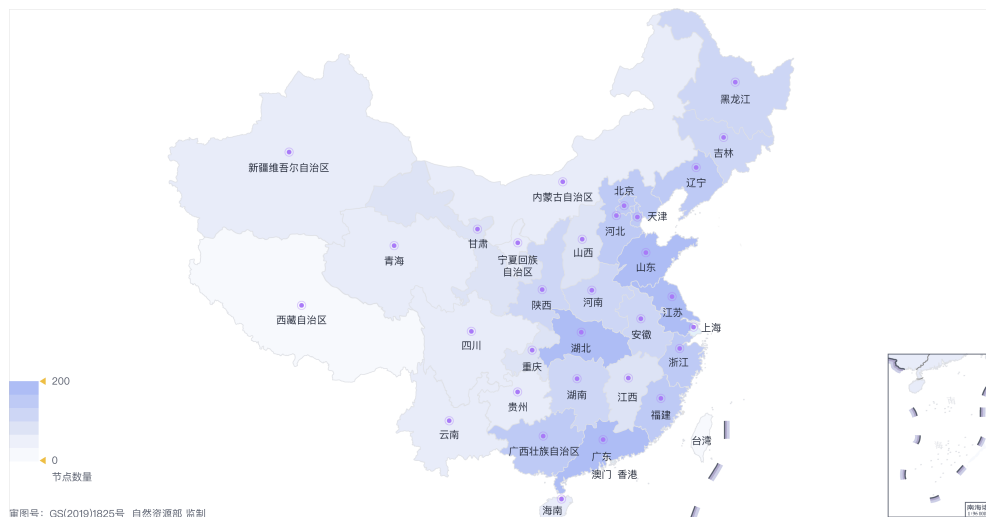 黑龙江
吉林
新疆维吾尔自治区
辽宁
北京
内蒙古自治区
天津
河北
甘肃
山西
青海
宁夏回族
自治区
山东
陕西
河南
江苏
西藏自治区
上海
安徽
四川
湖北
浙江
重庆
200
湖南
江西
贵州
福建
云南
台湾
广西壮族自治区
广东
0
澳门 香港
节点数量
海南
审图号：GS(2019)1825号 自然资源部 监制